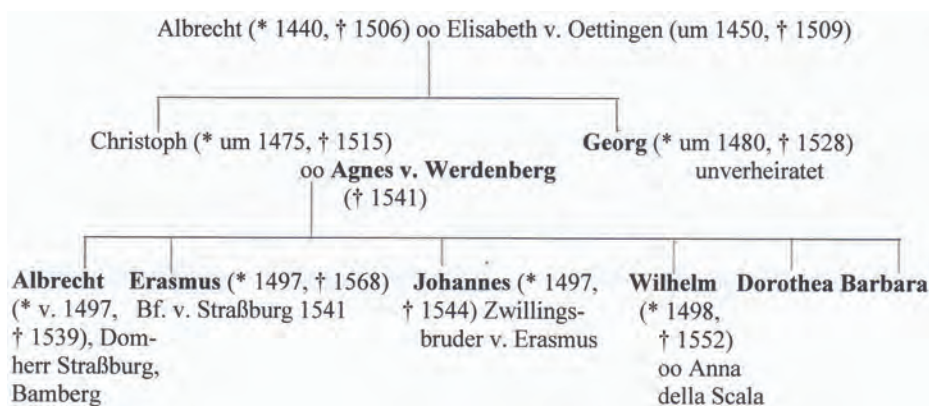 Albrecht (* 1440, † 1506) oo Elisabeth v. Oettingen (um 1450, † 1509)
Christoph (* um 1475, † 1515)
oo Agnes v. Werdenberg
(† 1541)
Georg (* um 1480, † 1528)
unverheiratet
Albrecht
(* v. 1497,
† 1539), Dom-
herr Straßburg,
Bamberg
Erasmus (* 1497, † 1568)
Bf. v. Straßburg 1541
Johannes (* 1497,
† 1544) Zwillings-
bruder v. Erasmus
Wilhelm
(* 1498,
† 1552)
oo Anna
della Scala
Dorothea Barbara